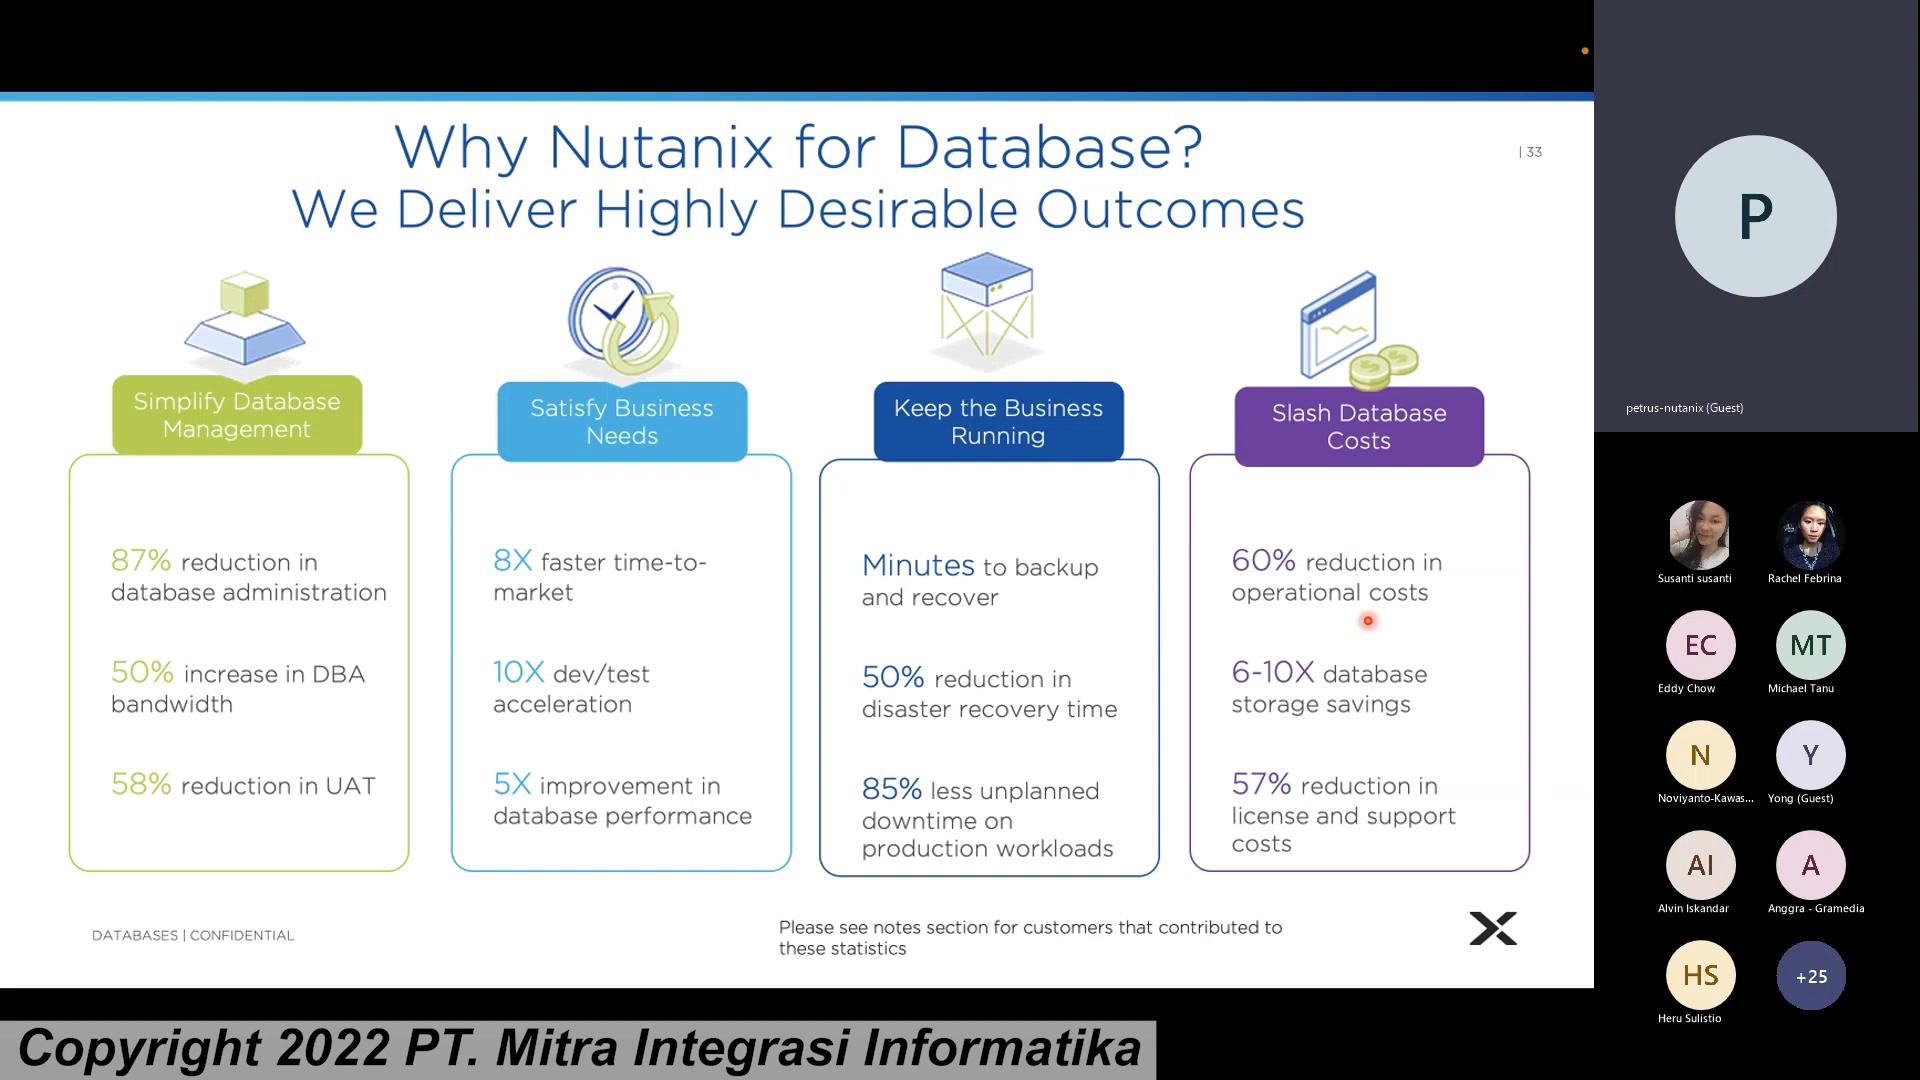 Why Nutanix for Database?
We Deliver Highly Desirable Outcomes
| 33
Simplify Database
Management
87% reduction in
database administration
50% increase in DBA
bandwidth
58% reduction in UAT
Satisfy Business
Needs
8X faster time-to-
market
10X dev/test
acceleration
5X improvement in
database performance
Keep the Business
Running
Minutes to backup
and recover
50% reduction in
disaster recovery time
85% less unplanned
downtime on
production workloads
Slash Database
Costs
60% reduction in
operational costs
6-10X database
storage savings
57% reduction in
license and support
costs
DATABASES | CONFIDENTIAL
Please see notes section for customers that contributed to
these statistics
P
petrus-nutanix (Guest)
Susanti susanti
Rachel Febrina
EC
Eddy Chow
MT
Michael Tanu
N
Noviyanto-Kawas...
Y
Yong (Guest)
AI
Alvin Iskandar
A
Anggra - Gramedia
HS
Heru Sulistio
+25
Copyright 2022 PT. Mitra Integrasi Informatika